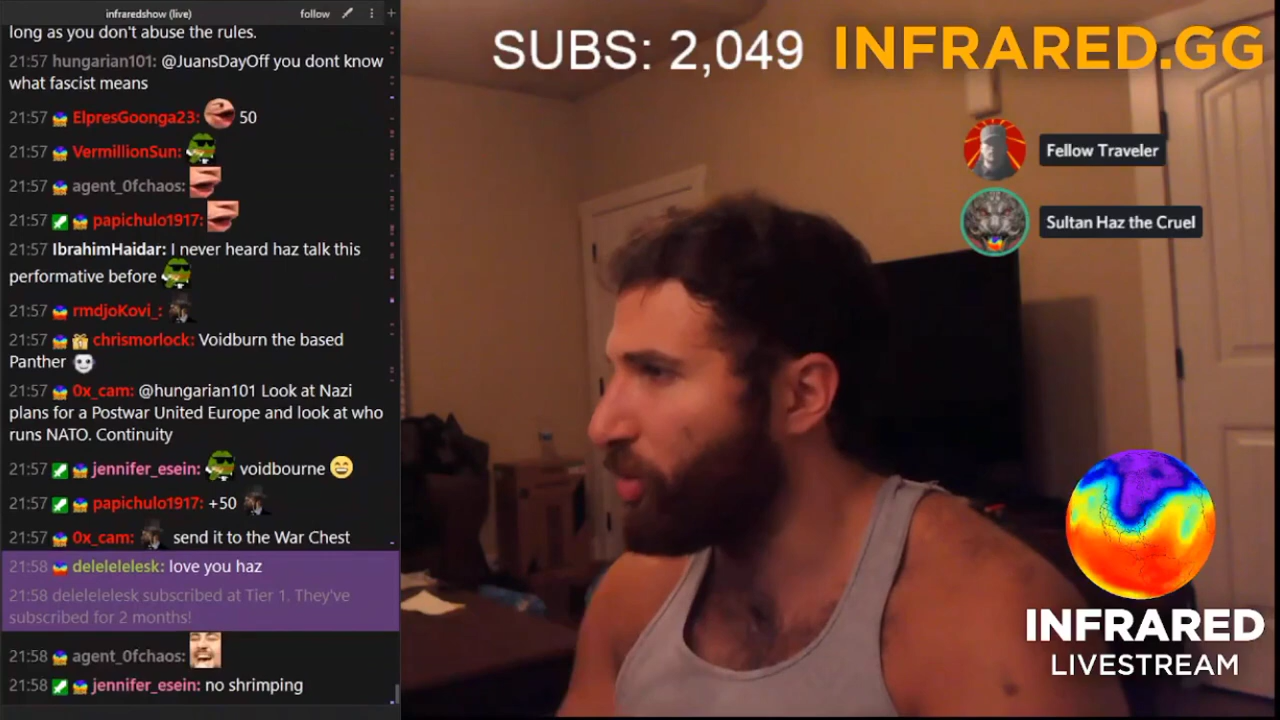 infraredshow (live)
follow
long as you don't abuse the rules.
21:57 hungarian101: @JuansDayOff you dont know
what fascist means
21:57 ElpresGoonga23: 50
21:57 VermillionSun:
21:57 agent_0fchaos:
21:57 papichulo1917:
21:57 IbrahimHaidar: I never heard haz talk this
performative before
21:57 rmdjoKovi_:
21:57 chrismorlock: Voidburn the based
Panther
21:57 0x_cam: @hungarian101 Look at Nazi
plans for a Postwar United Europe and look at who
runs NATO. Continuity
21:57 jennifer_esein: voidbourne
21:57 papichulo1917: +50
21:57 0x_cam: send it to the War Chest
21:58 delelelelesk: love you haz
21:58 delelelelesk subscribed at Tier 1. They've
subscribed for 2 months!
21:58 agent_0fchaos:
21:58 jennifer_esein: no shrimping
SUBS: 2,049 INFRARED.GG
Fellow Traveler
Sultan Haz the Cruel
INFRARED
LIVESTREAM